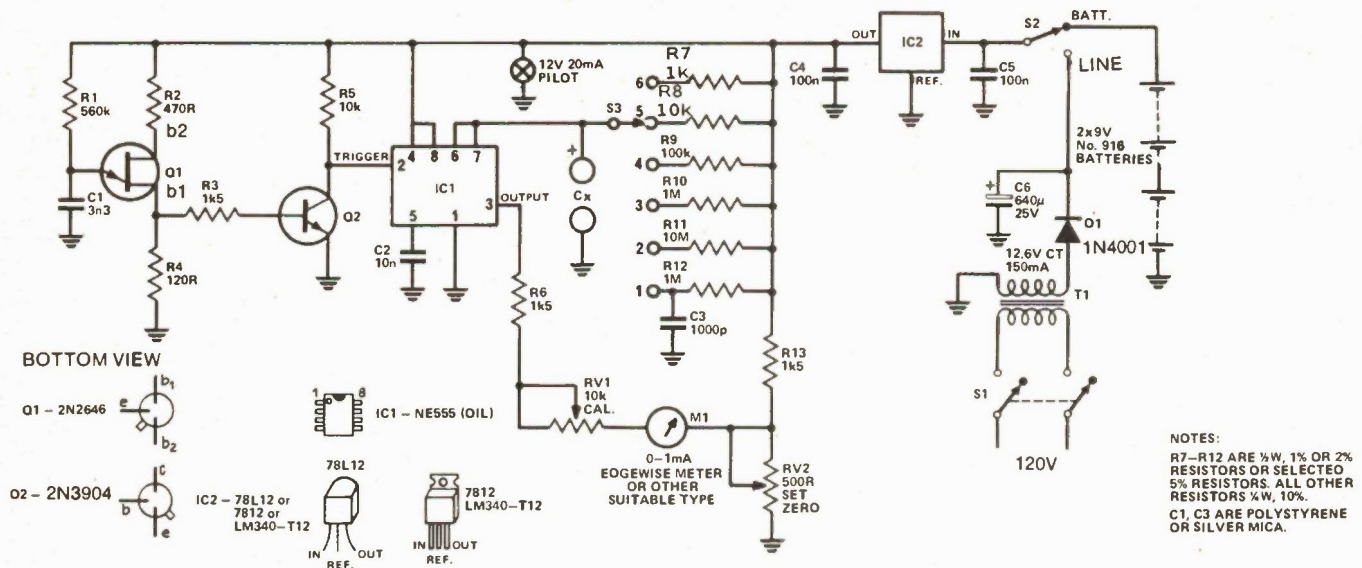 R1
560k
R2
470R
b2
Q1
b1
C1
3n3
R3
1k5
R4
120R
R5
10k
Q2
TRIGGER
2
4
8
6
7
IC1
3
OUTPUT
5
1
C2
10n
R6
1k5
12V 20mA
PILOT
+
Cx
S3
R7
1K
6
R8
10K
5
R9
100k
4
R10
1M
3
R11
10M
2
R12
1M
1
C3
1000p
R13
1k5
RV1
10k
CAL.
M1
0–1mA
EDGEWISE METER
OR OTHER
SUITABLE TYPE
RV2
500R
SET
ZERO
OUT
IC2
IN
REF.
C4
100n
C5
100n
S2
BATT.
LINE
2x9V
No. 916
BATTERIES
+
C6
640μ
25V
O1
1N4001
12,6V CT
150mA
T1
S1
120V
BOTTOM VIEW
Q1 – 2N2646
b1
e
b2
O2 – 2N3904
c
b
e
1
8
IC1 – NE555 (OIL)
IC2 – 78L12 or
7812 or
LM340–T12
78L12
IN
OUT
REF.
7812
LM340–T12
IN
OUT
REF.
NOTES:
R7–R12 ARE ½W, 1% OR 2%
RESISTORS OR SELECTEO
5% RESISTORS. ALL OTHER
RESISTORS ¼W, 10%.
C1, C3 ARE POLYSTYRENE
OR SILVER MICA.